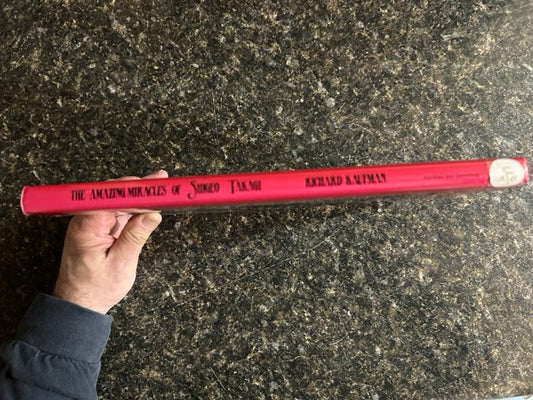 THE AMAZING MIRACLES OF SHIGEO TAKAGI RICHARD KAUFMAN